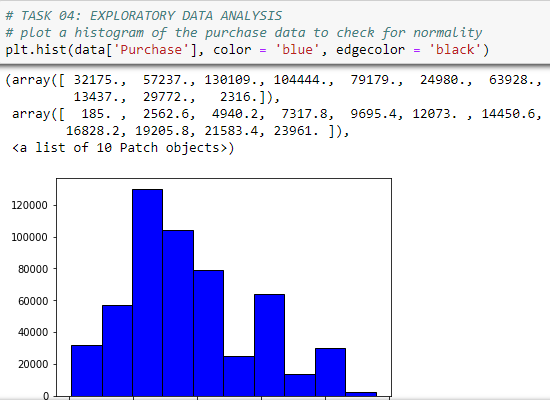 # TASK 04: EXPLORATORY DATA ANALYSIS
# plot a histogram of the purchase data to check for normality
plt.hist(data['Purchase'], color = 'blue', edgecolor = 'black')
(array([ 32175.,  57237., 130109., 104444.,  79179.,  24980.,  63928.,
13437.,  29772.,   2316.]),
array([  185. ,  2562.6,  4940.2,  7317.8,  9695.4, 12073. , 14450.6,
16828.2, 19205.8, 21583.4, 23961. ]),
<a list of 10 Patch objects>)
120000
100000
80000
60000
40000
20000
0